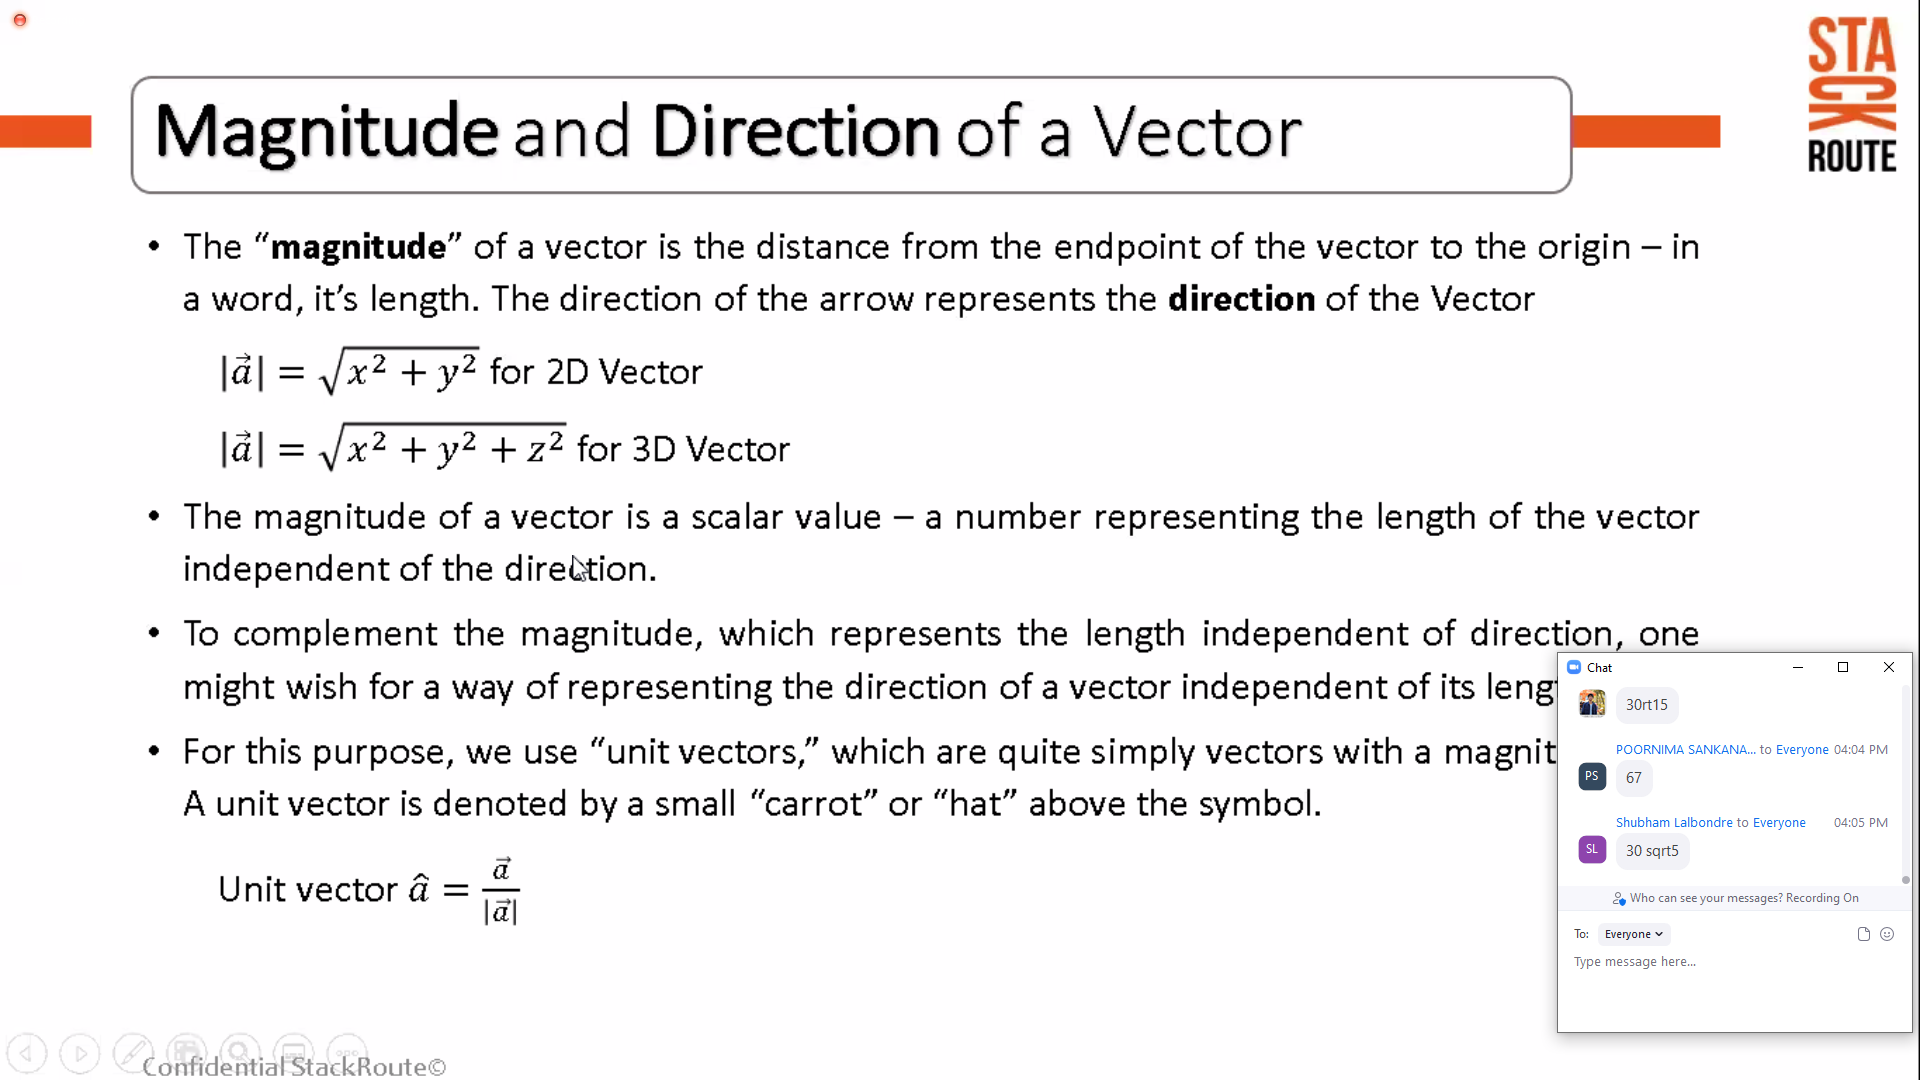 STA
CK
ROUTE
Magnitude and Direction of a Vector
• The “magnitude” of a vector is the distance from the endpoint of the vector to the origin – in
a word, it’s length. The direction of the arrow represents the direction of the Vector
|a⃗| = √(x² + y²) for 2D Vector
|a⃗| = √(x² + y² + z²) for 3D Vector
• The magnitude of a vector is a scalar value – a number representing the length of the vector
independent of the direction.
• To complement the magnitude, which represents the length independent of direction, one
might wish for a way of representing the direction of a vector independent of its leng
• For this purpose, we use “unit vectors,” which are quite simply vectors with a magnit
A unit vector is denoted by a small “carrot” or “hat” above the symbol.
Unit vector â = a⃗ / |a⃗|
Confidential StackRoute©
Chat
30rt15
POORNIMA SANKANA... to Everyone 04:04 PM
PS
67
Shubham Lalbondre to Everyone 04:05 PM
SL
30 sqrt5
Who can see your messages? Recording On
To: Everyone
Type message here...